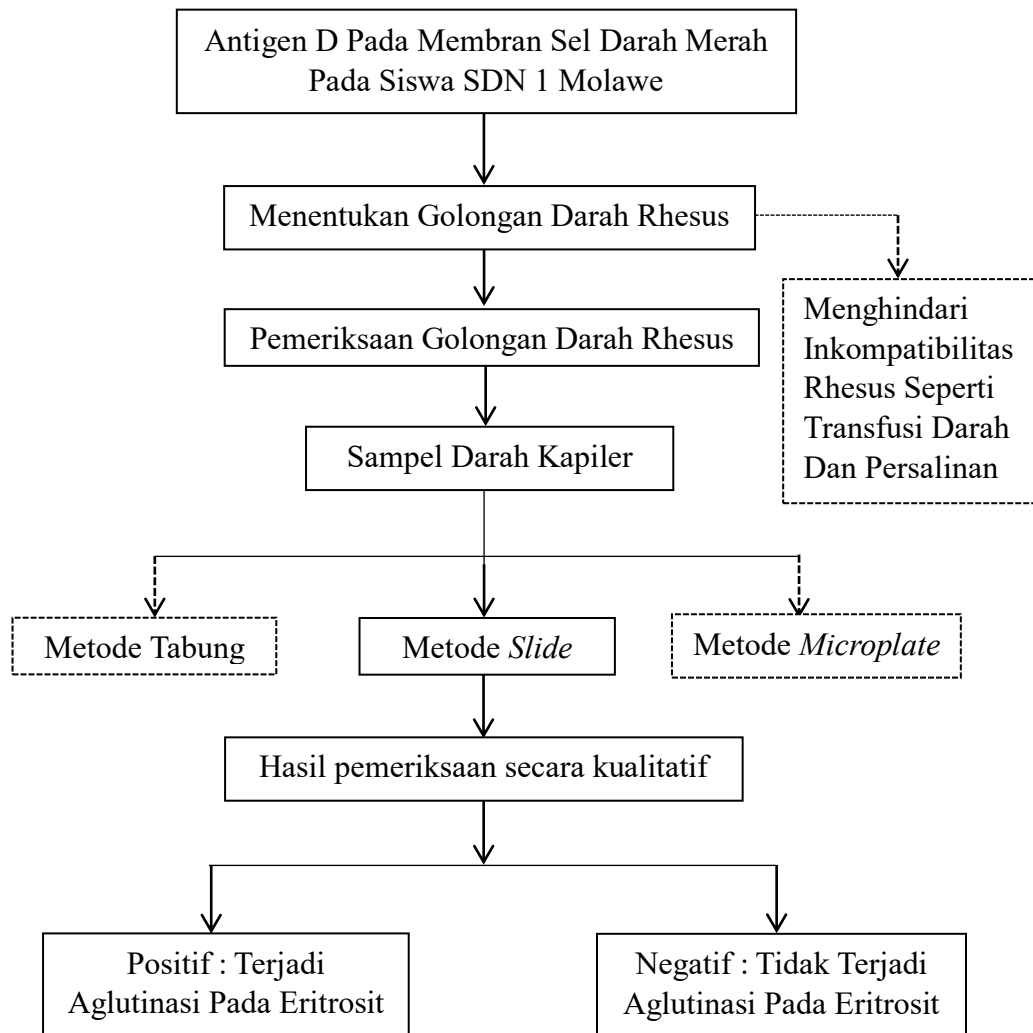 Antigen D Pada Membran Sel Darah Merah
Pada Siswa SDN 1 Molawe
Menentukan Golongan Darah Rhesus
Menghindari
Inkompatibilitas
Rhesus Seperti
Transfusi Darah
Dan Persalinan
Pemeriksaan Golongan Darah Rhesus
Sampel Darah Kapiler
Metode Tabung
Metode Slide
Metode Microplate
Hasil pemeriksaan secara kualitatif
Positif : Terjadi
Aglutinasi Pada Eritrosit
Negatif : Tidak Terjadi
Aglutinasi Pada Eritrosit